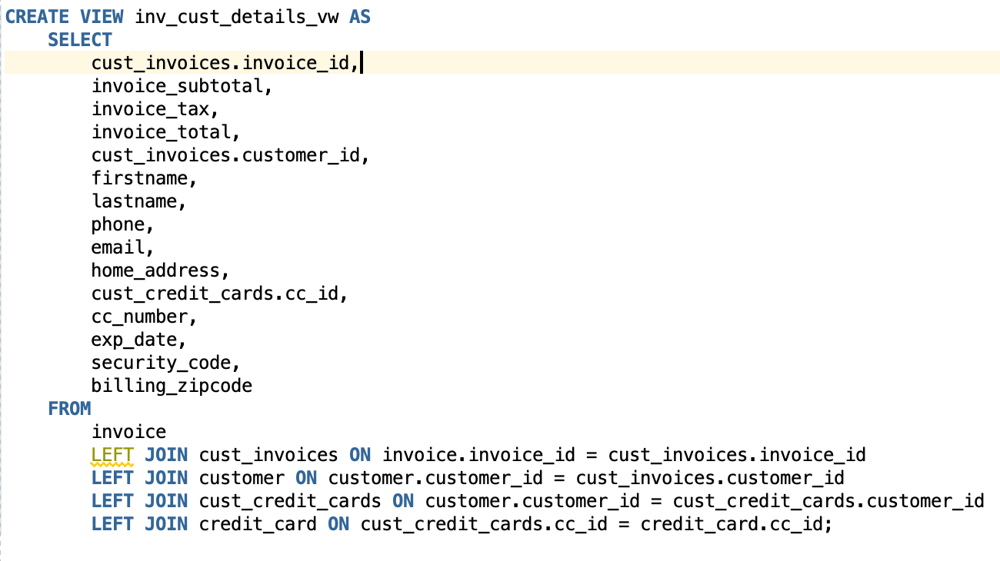 CREATE VIEW inv_cust_details_vw AS
    SELECT
        cust_invoices.invoice_id,
        invoice_subtotal,
        invoice_tax,
        invoice_total,
        cust_invoices.customer_id,
        firstname,
        lastname,
        phone,
        email,
        home_address,
        cust_credit_cards.cc_id,
        cc_number,
        exp_date,
        security_code,
        billing_zipcode
    FROM
        invoice
        LEFT JOIN cust_invoices ON invoice.invoice_id = cust_invoices.invoice_id
        LEFT JOIN customer ON customer.customer_id = cust_invoices.customer_id
        LEFT JOIN cust_credit_cards ON customer.customer_id = cust_credit_cards.customer_id
        LEFT JOIN credit_card ON cust_credit_cards.cc_id = credit_card.cc_id;